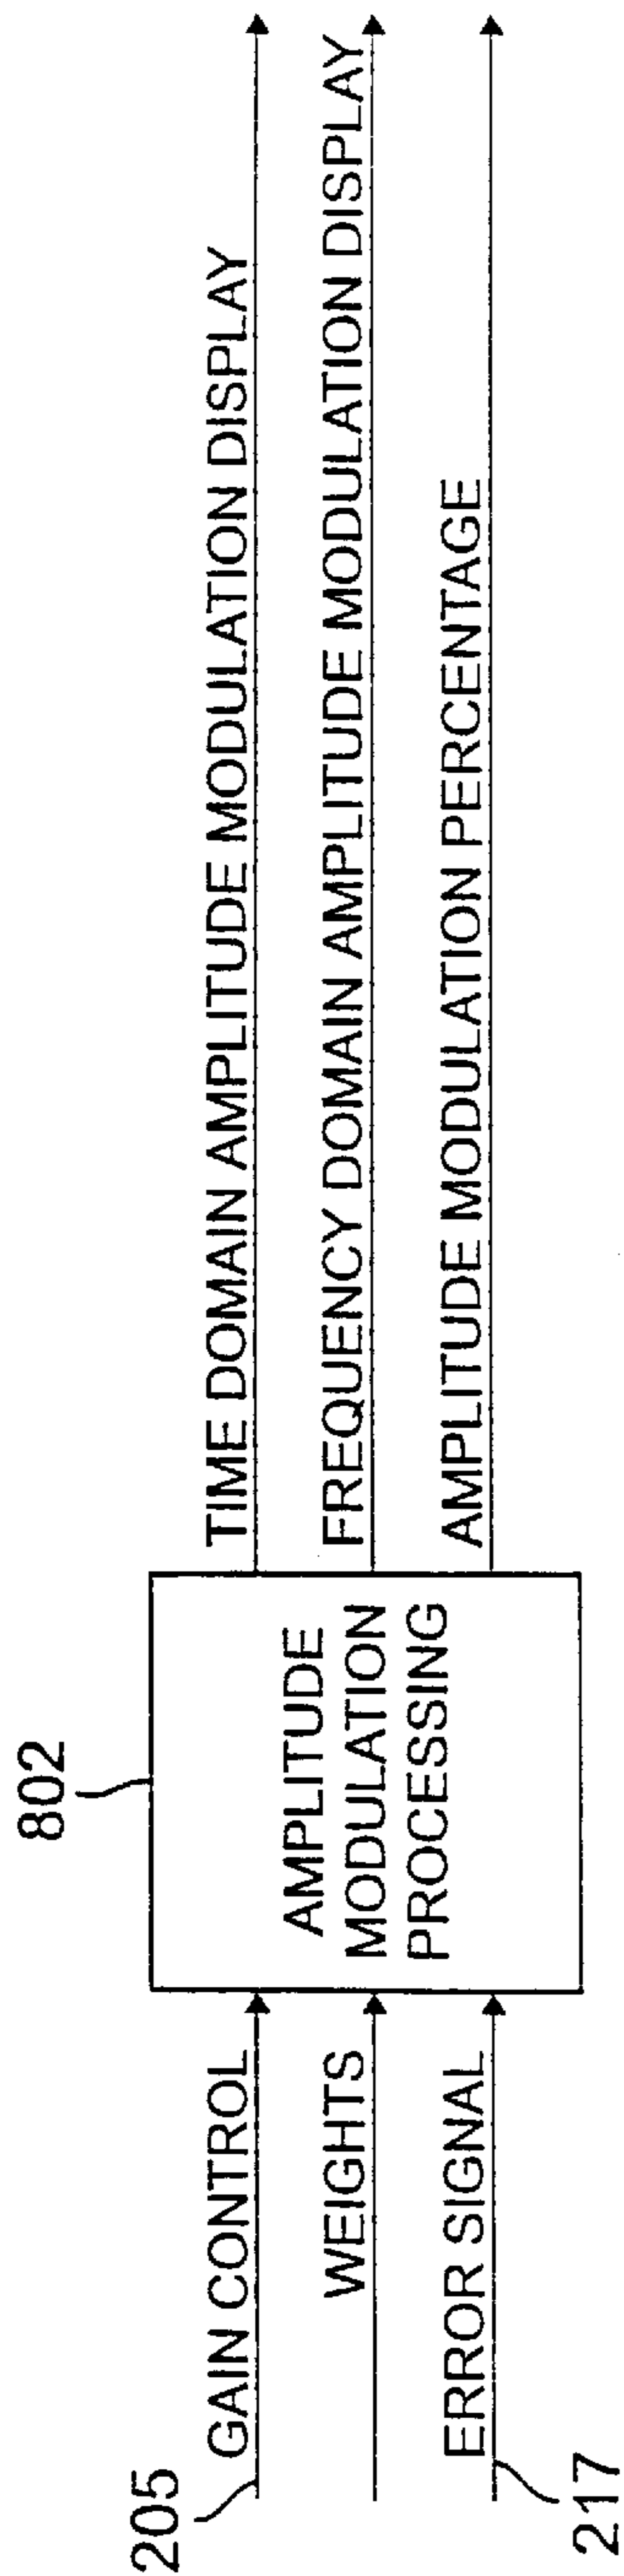 802
205
GAIN CONTROL
WEIGHTS
ERROR SIGNAL
217
AMPLITUDE
MODULATION
PROCESSING
TIME DOMAIN AMPLITUDE MODULATION DISPLAY
FREQUENCY DOMAIN AMPLITUDE MODULATION DISPLAY
AMPLITUDE MODULATION PERCENTAGE